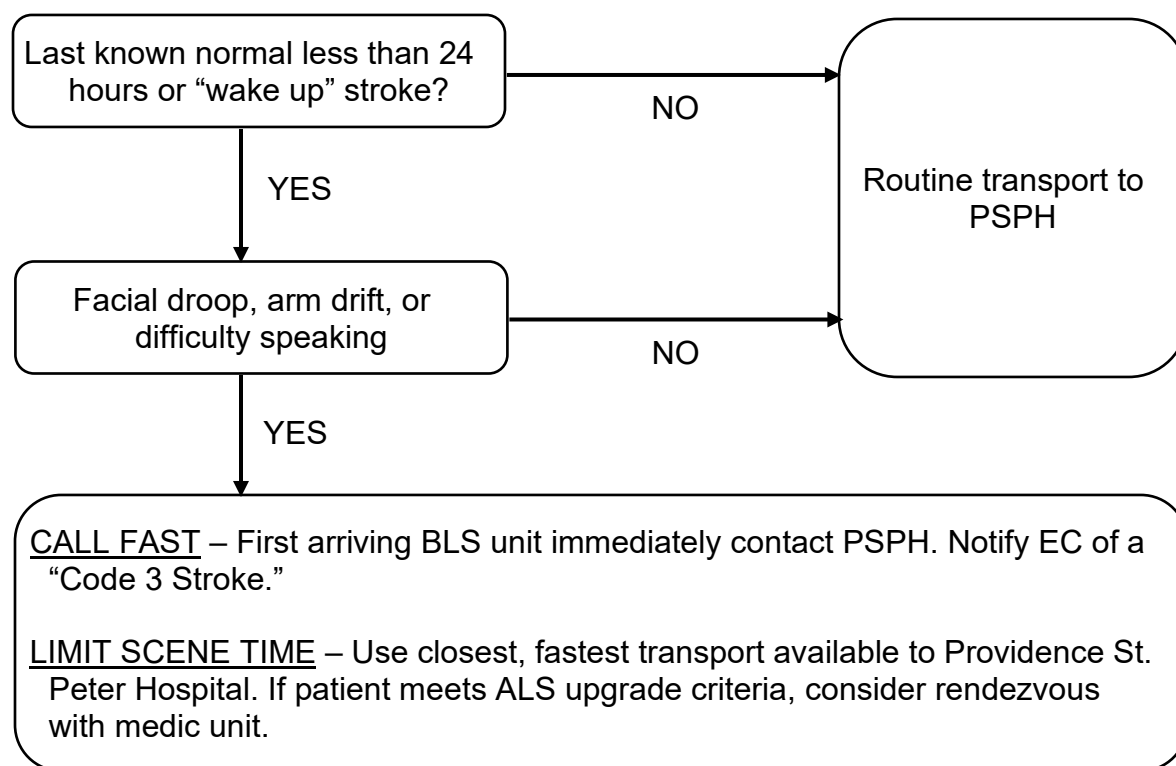 Last known normal less than 24
hours or “wake up” stroke?
NO
YES
Routine transport to
PSPH
Facial droop, arm drift, or
difficulty speaking
NO
YES
CALL FAST – First arriving BLS unit immediately contact PSPH. Notify EC of a
“Code 3 Stroke.”
LIMIT SCENE TIME – Use closest, fastest transport available to Providence St.
Peter Hospital. If patient meets ALS upgrade criteria, consider rendezvous
with medic unit.